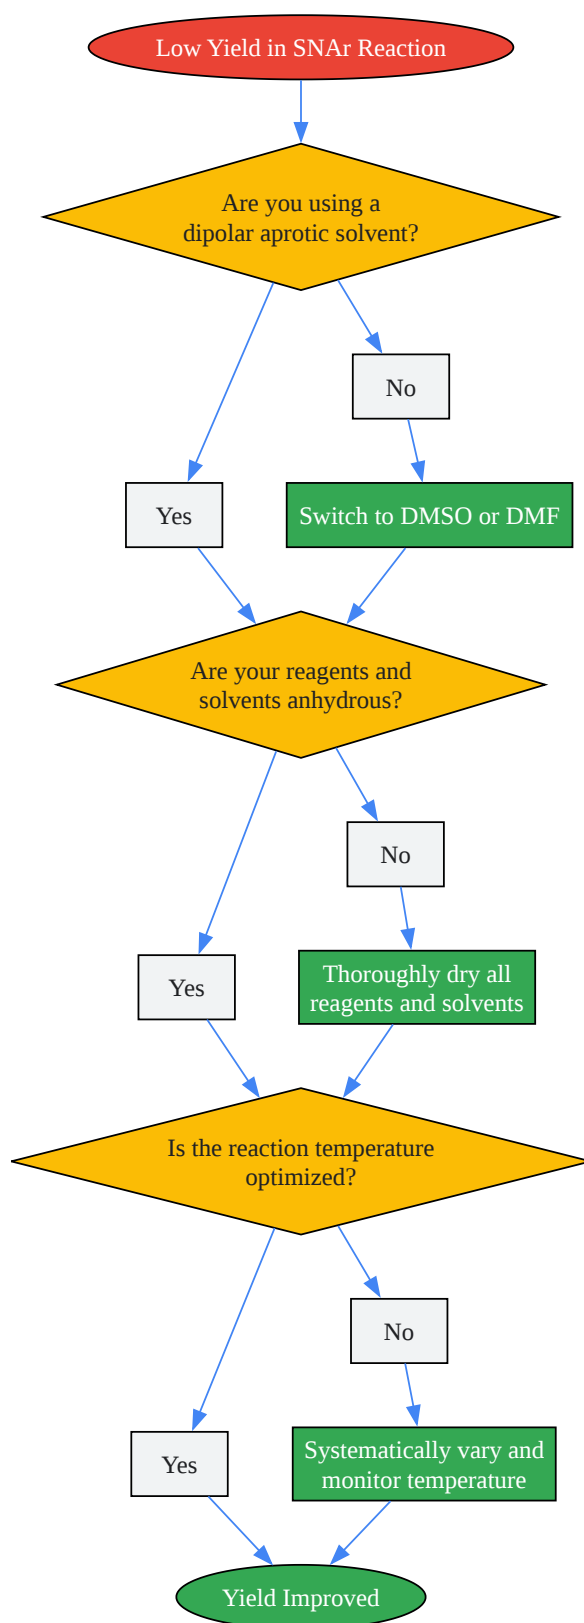 Low Yield in SNAr Reaction
Are you using a
dipolar aprotic solvent?
No
Yes
Switch to DMSO or DMF
Are your reagents and
solvents anhydrous?
No
Yes
Thoroughly dry all
reagents and solvents
Is the reaction temperature
optimized?
No
Yes
Systematically vary and
monitor temperature
Yield Improved